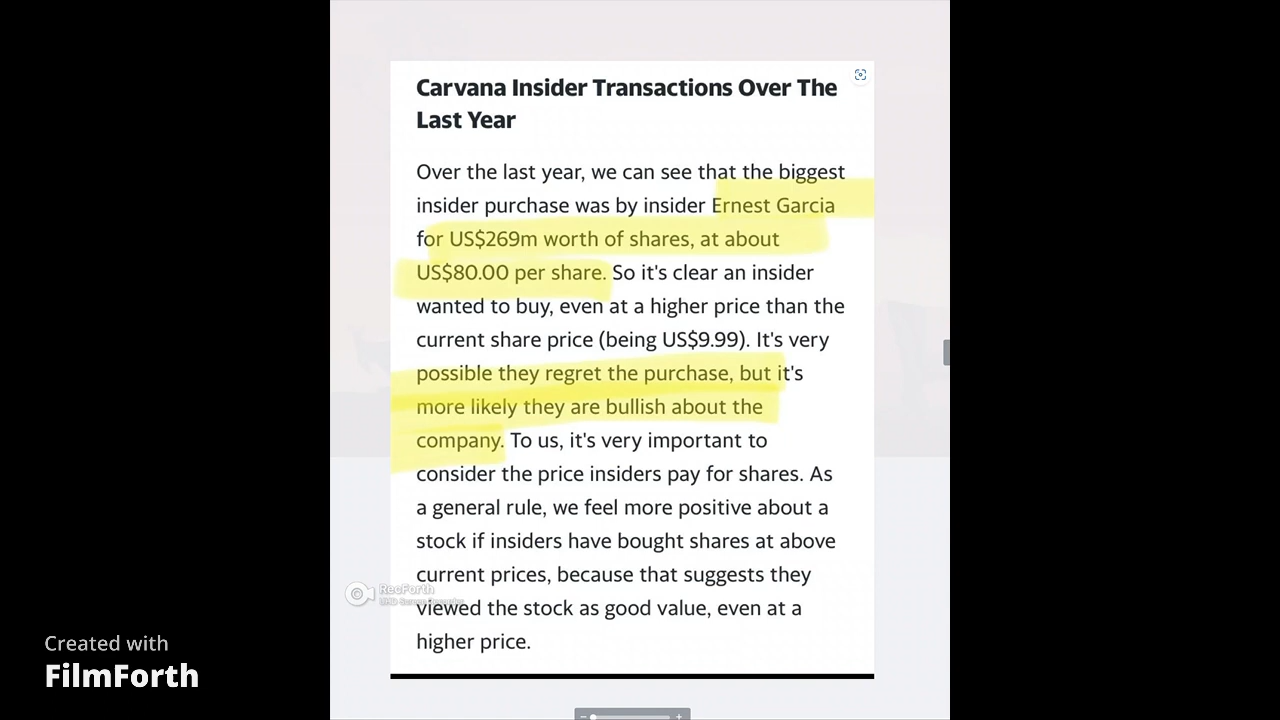 Carvana Insider Transactions Over The
Last Year
Over the last year, we can see that the biggest
insider purchase was by insider Ernest Garcia
for US$269m worth of shares, at about
US$80.00 per share. So it's clear an insider
wanted to buy, even at a higher price than the
current share price (being US$9.99). It's very
possible they regret the purchase, but it's
more likely they are bullish about the
company. To us, it's very important to
consider the price insiders pay for shares. As
a general rule, we feel more positive about a
stock if insiders have bought shares at above
current prices, because that suggests they
RecForth
UHD Screen Recorder
viewed the stock as good value, even at a
higher price.
Created with
FilmForth